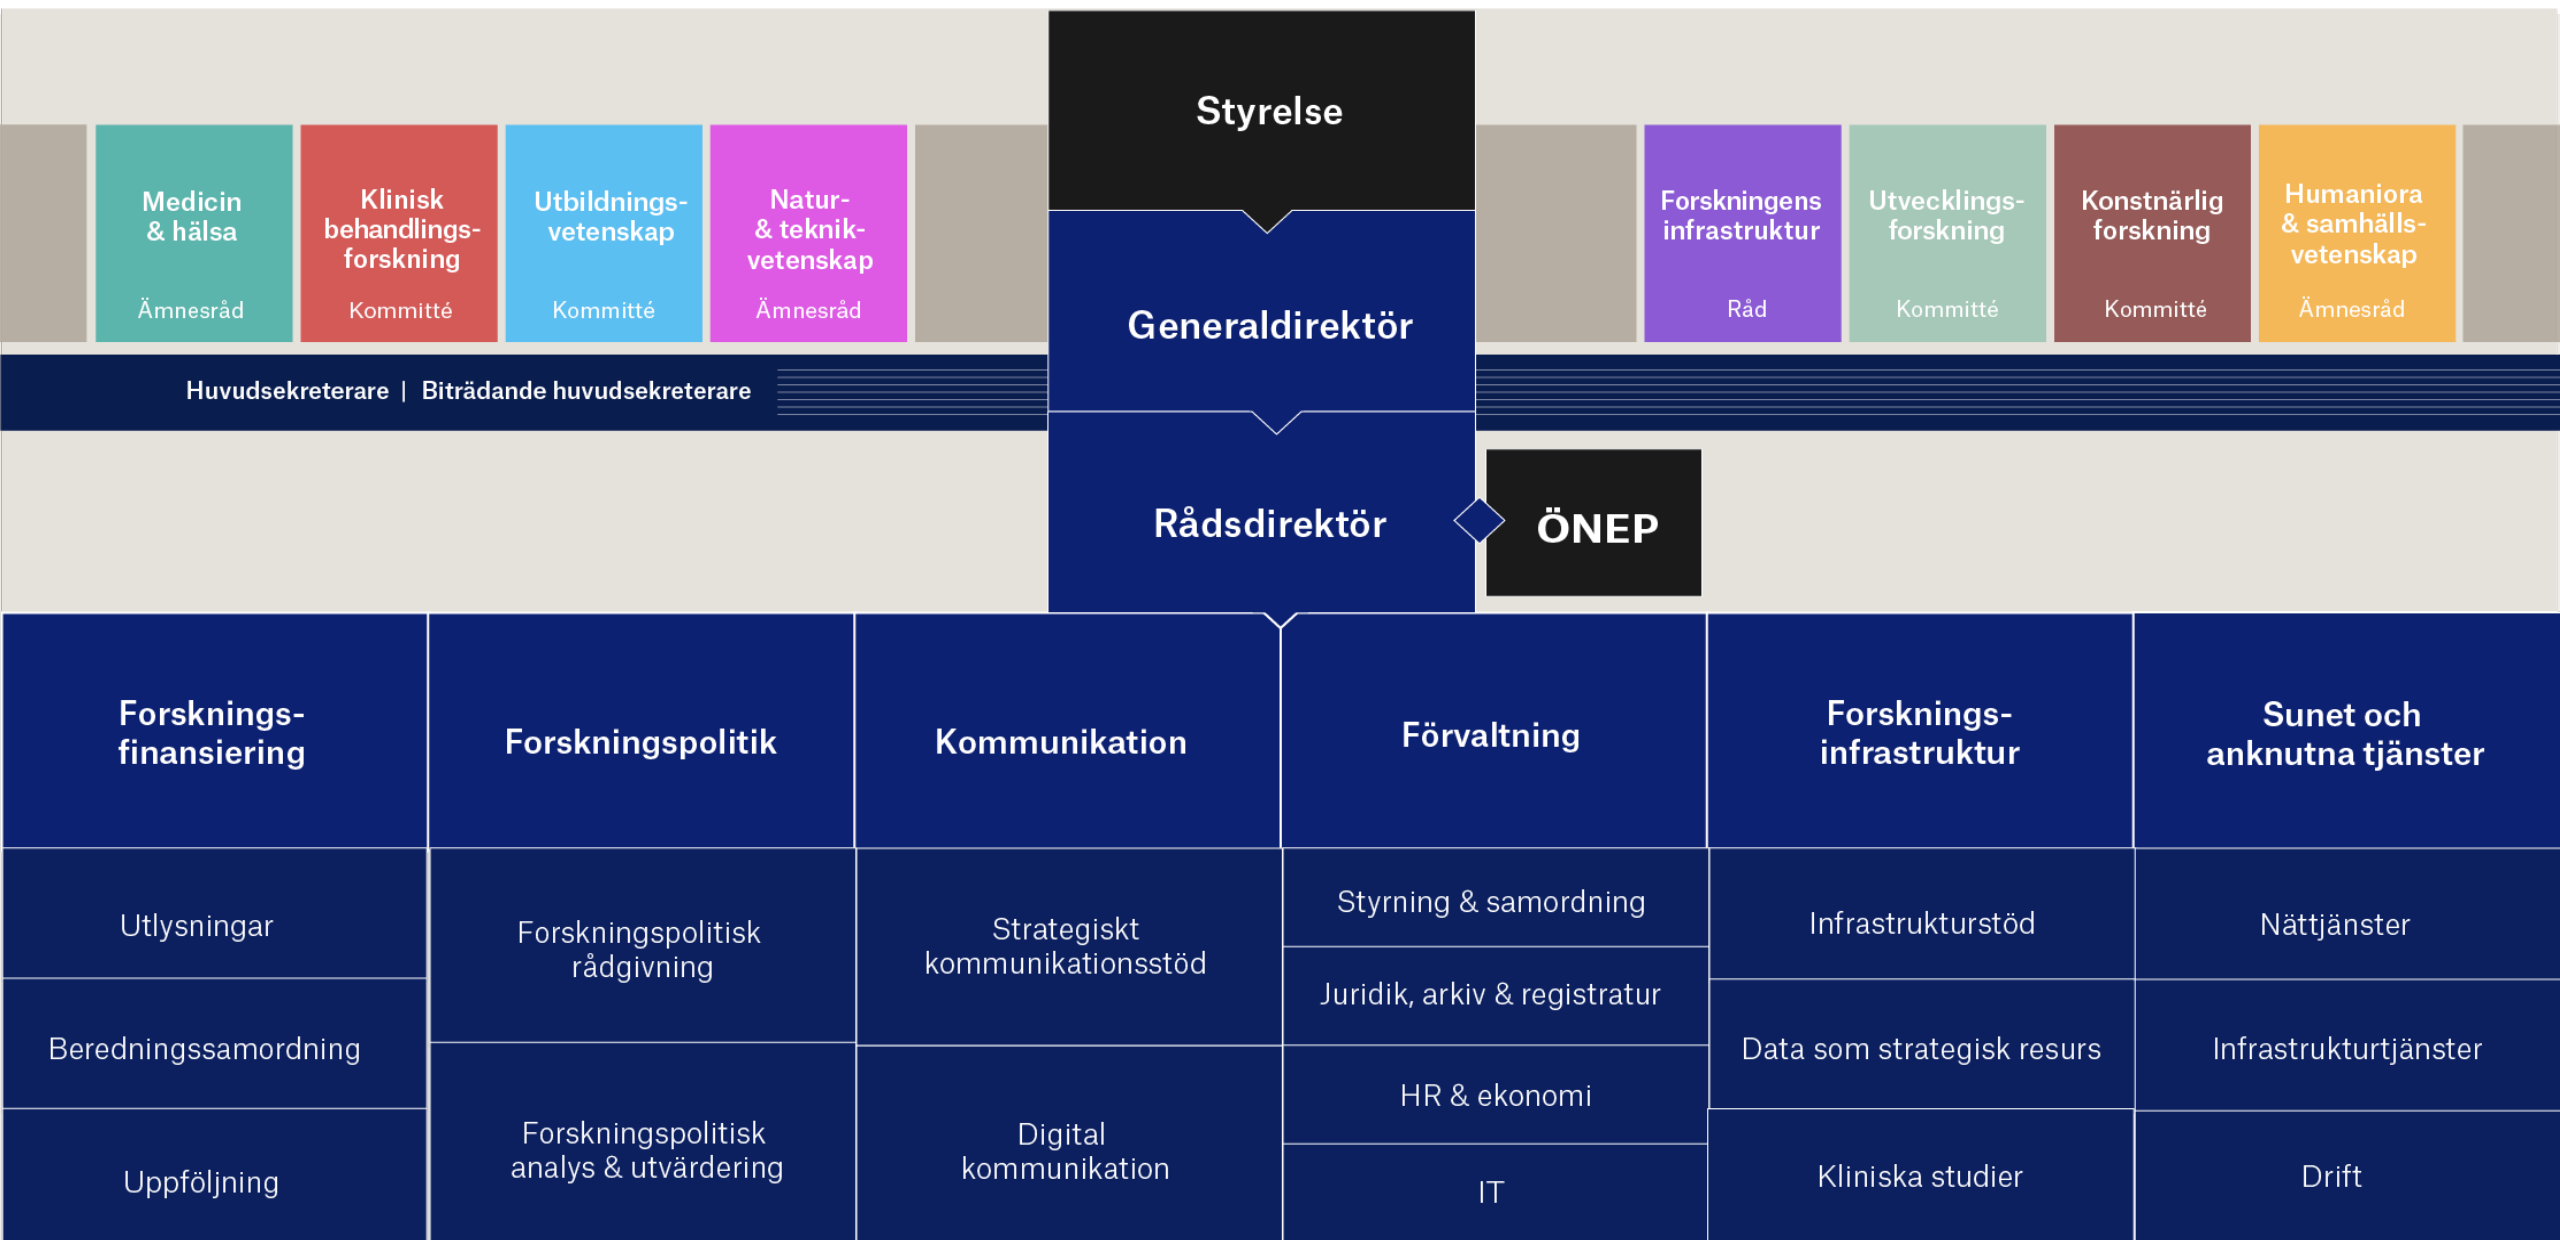 Styrelse
Medicin
& hälsa
Ämnesråd
Klinisk
behandlings-
forskning
Kommitté
Utbildnings-
vetenskap
Kommitté
Natur-
& teknik-
vetenskap
Ämnesråd
Generaldirektör
Forskningens
infrastruktur
Råd
Utvecklings-
forskning
Kommitté
Konstnärlig
forskning
Kommitté
Humaniora
& samhälls-
vetenskap
Ämnesråd
Huvudsekreterare | Biträdande huvudsekreterare
Rådsdirektör
ÖNEP
Forsknings-
finansiering
Utlysningar
Beredningssamordning
Uppföljning
Forskningspolitik
Forskningspolitisk
rådgivning
Forskningspolitisk
analys & utvärdering
Kommunikation
Strategiskt
kommunikationsstöd
Digital
kommunikation
Förvaltning
Styrning & samordning
Juridik, arkiv & registratur
HR & ekonomi
IT
Forsknings-
infrastruktur
Infrastrukturstöd
Data som strategisk resurs
Kliniska studier
Sunet och
anknutna tjänster
Nättjänster
Infrastrukturtjänster
Drift